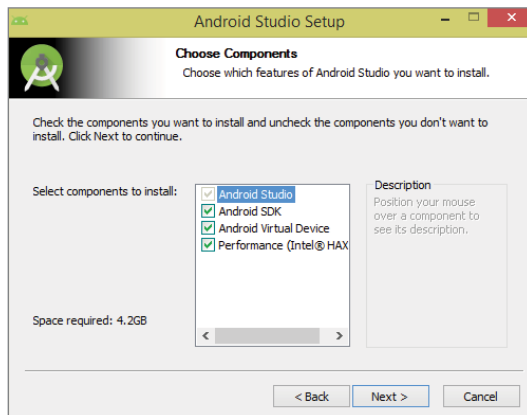 Android Studio Setup
Choose Components
Choose which features of Android Studio you want to install.
Check the components you want to install and uncheck the components you don't want to
install. Click Next to continue.
Select components to install:
Android Studio
Android SDK
Android Virtual Device
Performance (Intel® HAX
Description
Position your mouse
over a component to
see its description.
Space required: 4.2GB
< Back
Next >
Cancel